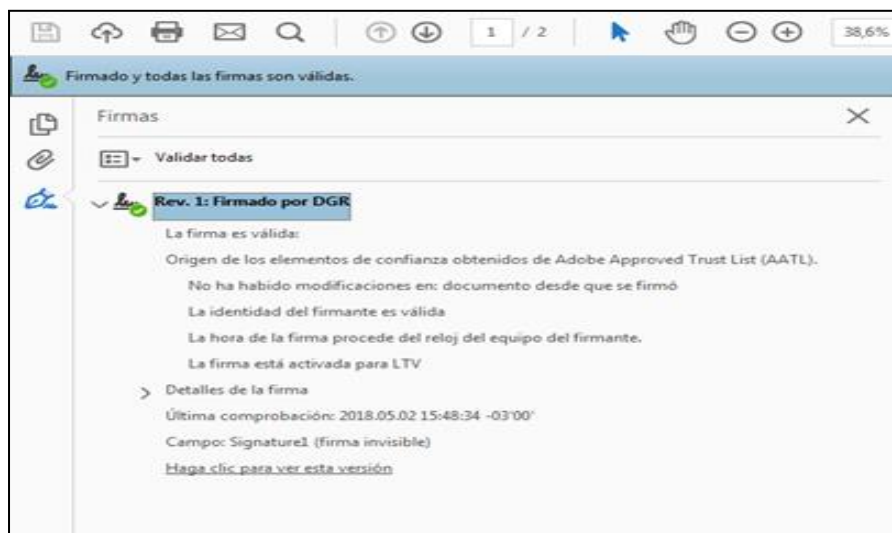 1 / 2 38,6%
Firmado y todas las firmas son válidas.
Firmas
Validar todas
Rev. 1: Firmado por DGR
La firma es válida:
Origen de los elementos de confianza obtenidos de Adobe Approved Trust List (AATL).
No ha habido modificaciones en: documento desde que se firmó
La identidad del firmante es válida
La hora de la firma procede del reloj del equipo del firmante.
La firma está activada para LTV
Detalles de la firma
Última comprobación: 2018.05.02 15:48:34 -03'00'
Campo: Signature1 (firma invisible)
Haga clic para ver esta versión